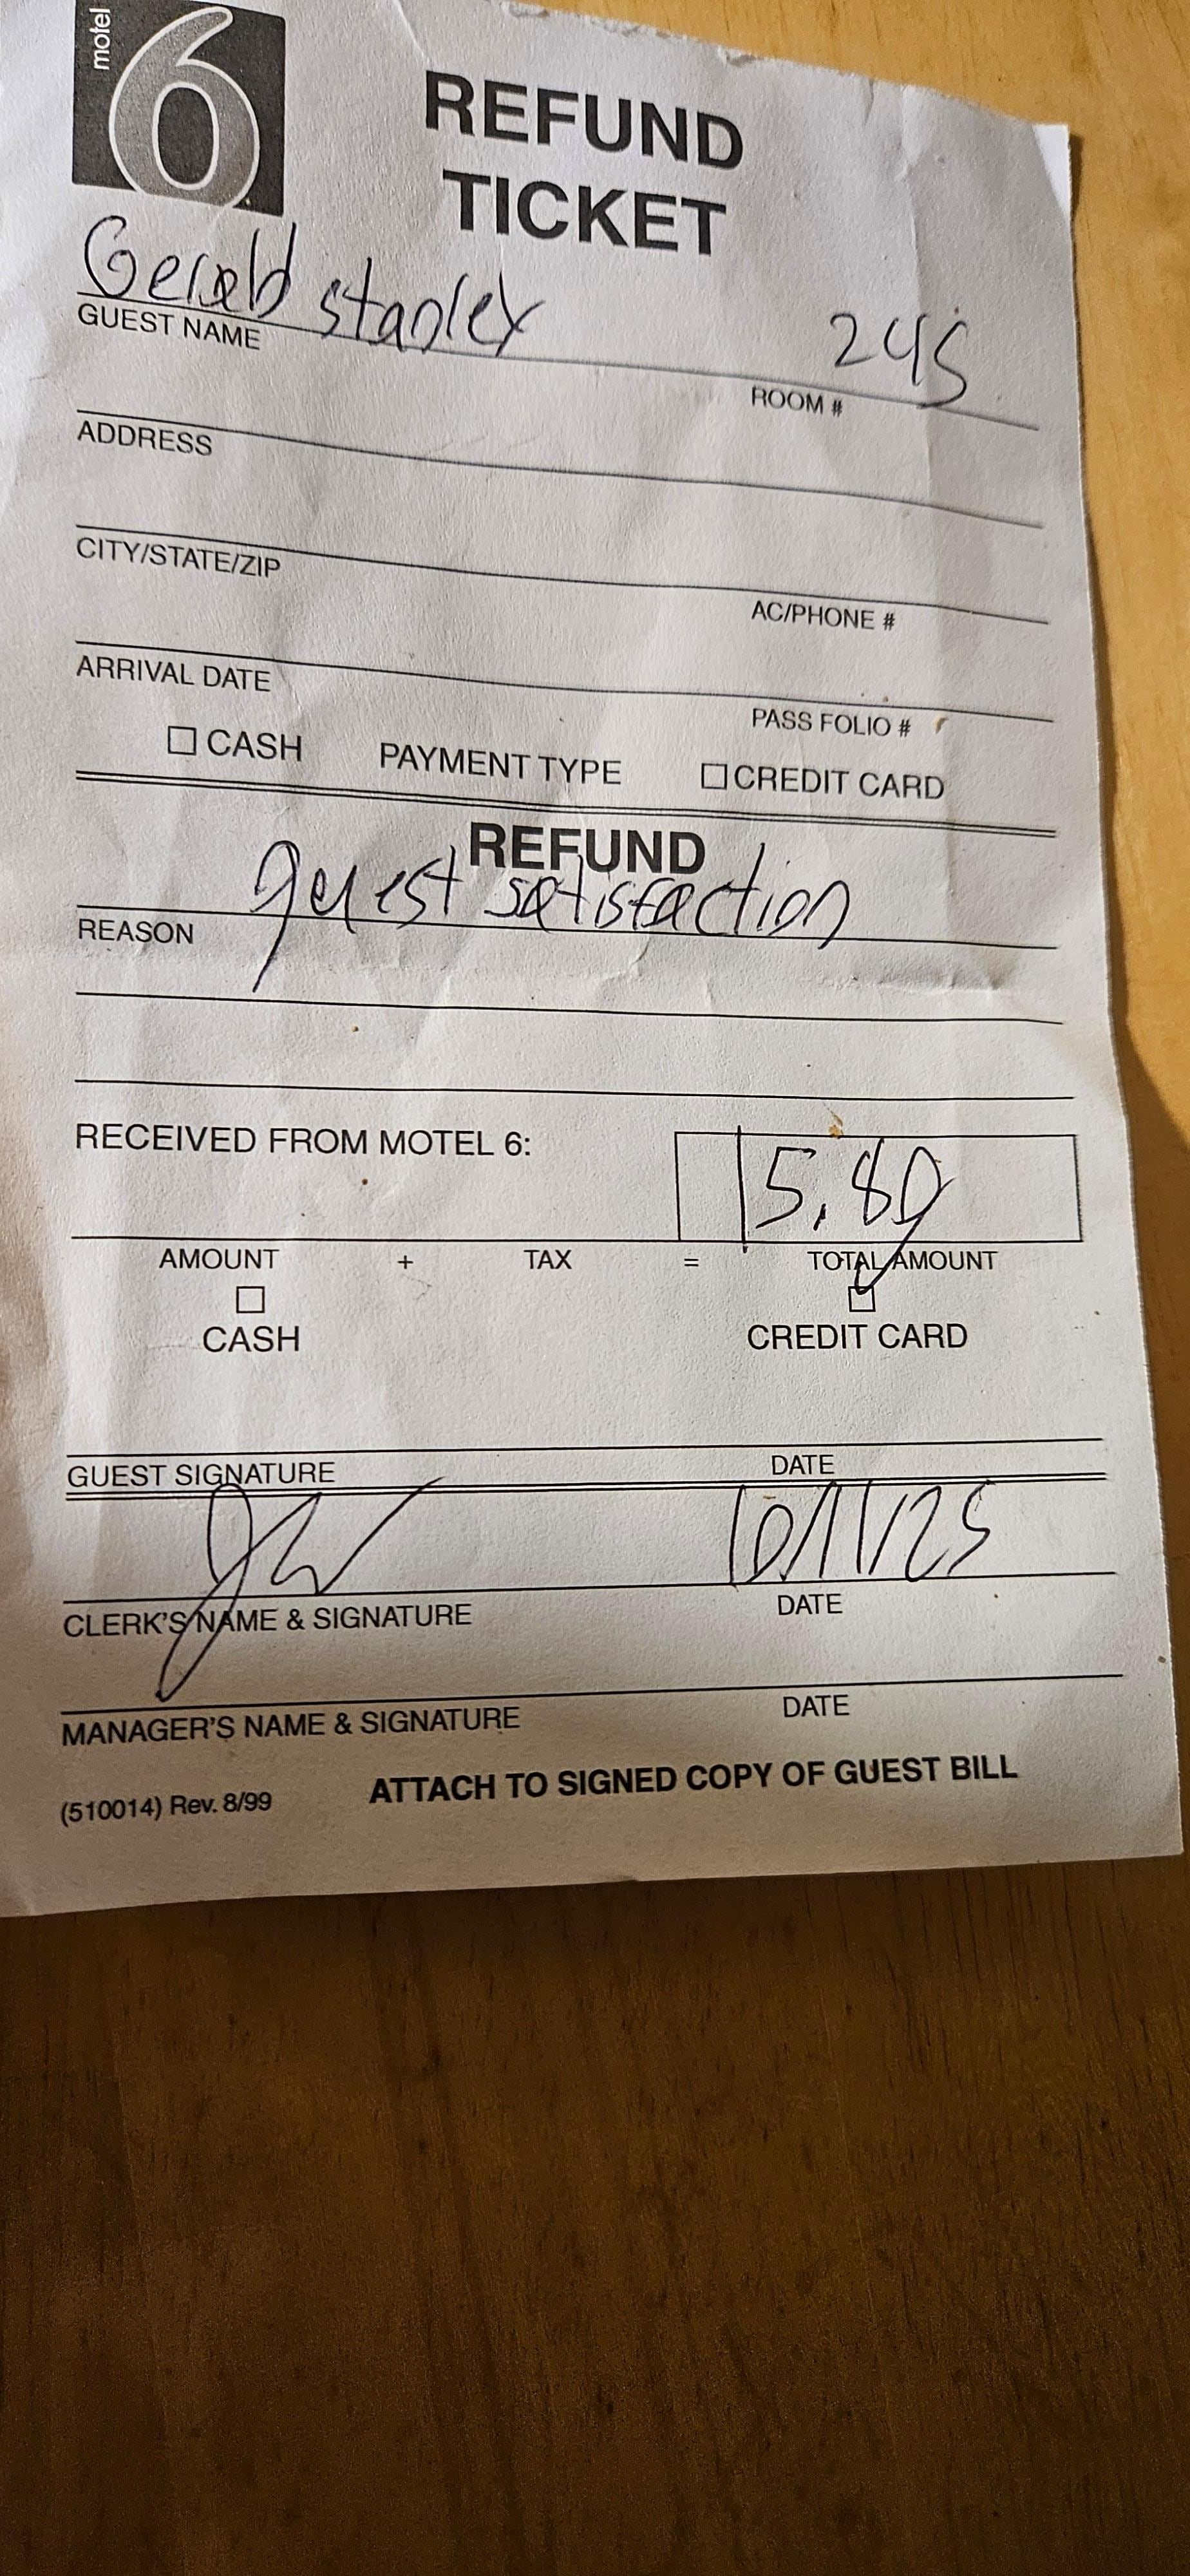 motel
6
REFUND
TICKET
Gerald stanley
GUEST NAME
245
ROOM #
ADDRESS
CITY/STATE/ZIP
AC/PHONE #
ARRIVAL DATE
PASS FOLIO #
CASH PAYMENT TYPE CREDIT CARD
REFUND
guest satisfaction
REASON
RECEIVED FROM MOTEL 6:
15.80
AMOUNT + TAX = TOTAL AMOUNT
CASH CREDIT CARD
GUEST SIGNATURE DATE
10/11/25
CLERK'S NAME & SIGNATURE DATE
MANAGER'S NAME & SIGNATURE DATE
(510014) Rev. 8/99 ATTACH TO SIGNED COPY OF GUEST BILL